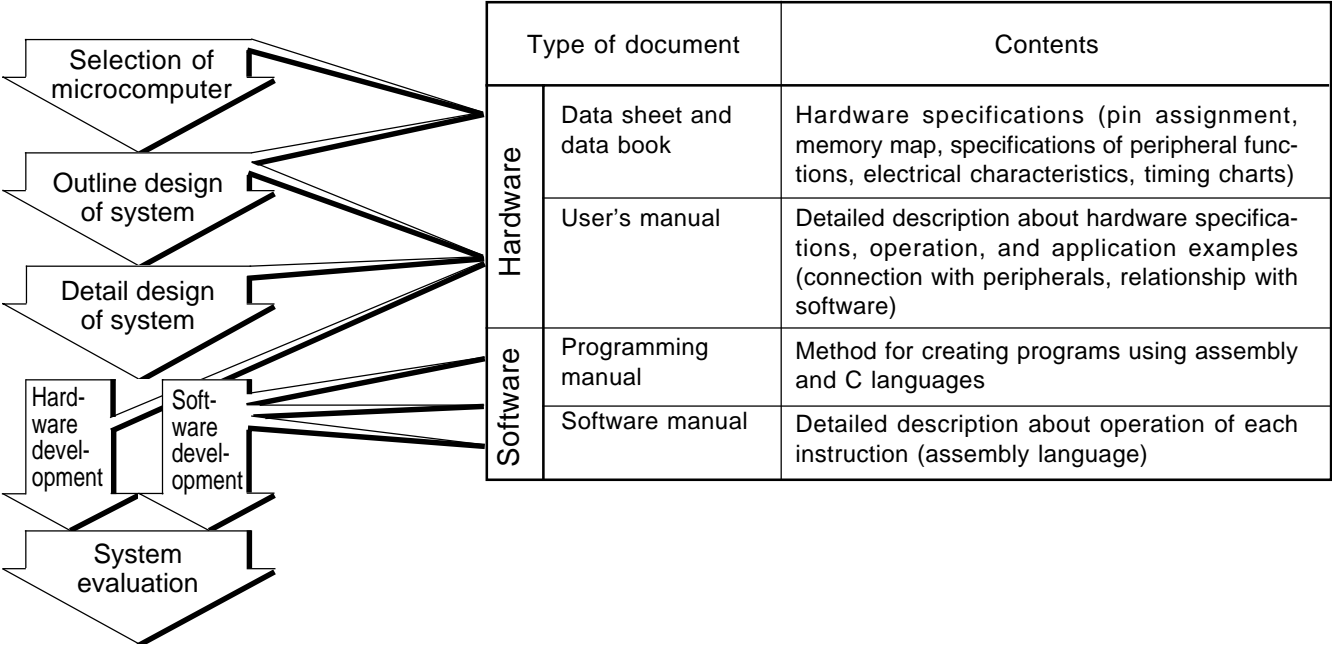 Selection of
microcomputer
Outline design
of system
Detail design
of system
Hard-
ware
devel-
opment
Soft-
ware
devel-
opment
System
evaluation
Type of document
Contents
Hardware
Data sheet and
data book
Hardware specifications (pin assignment,
memory map, specifications of peripheral func-
tions, electrical characteristics, timing charts)
User's manual
Detailed description about hardware specifica-
tions, operation, and application examples
(connection with peripherals, relationship with
software)
Software
Programming
manual
Method for creating programs using assembly
and C languages
Software manual
Detailed description about operation of each
instruction (assembly language)